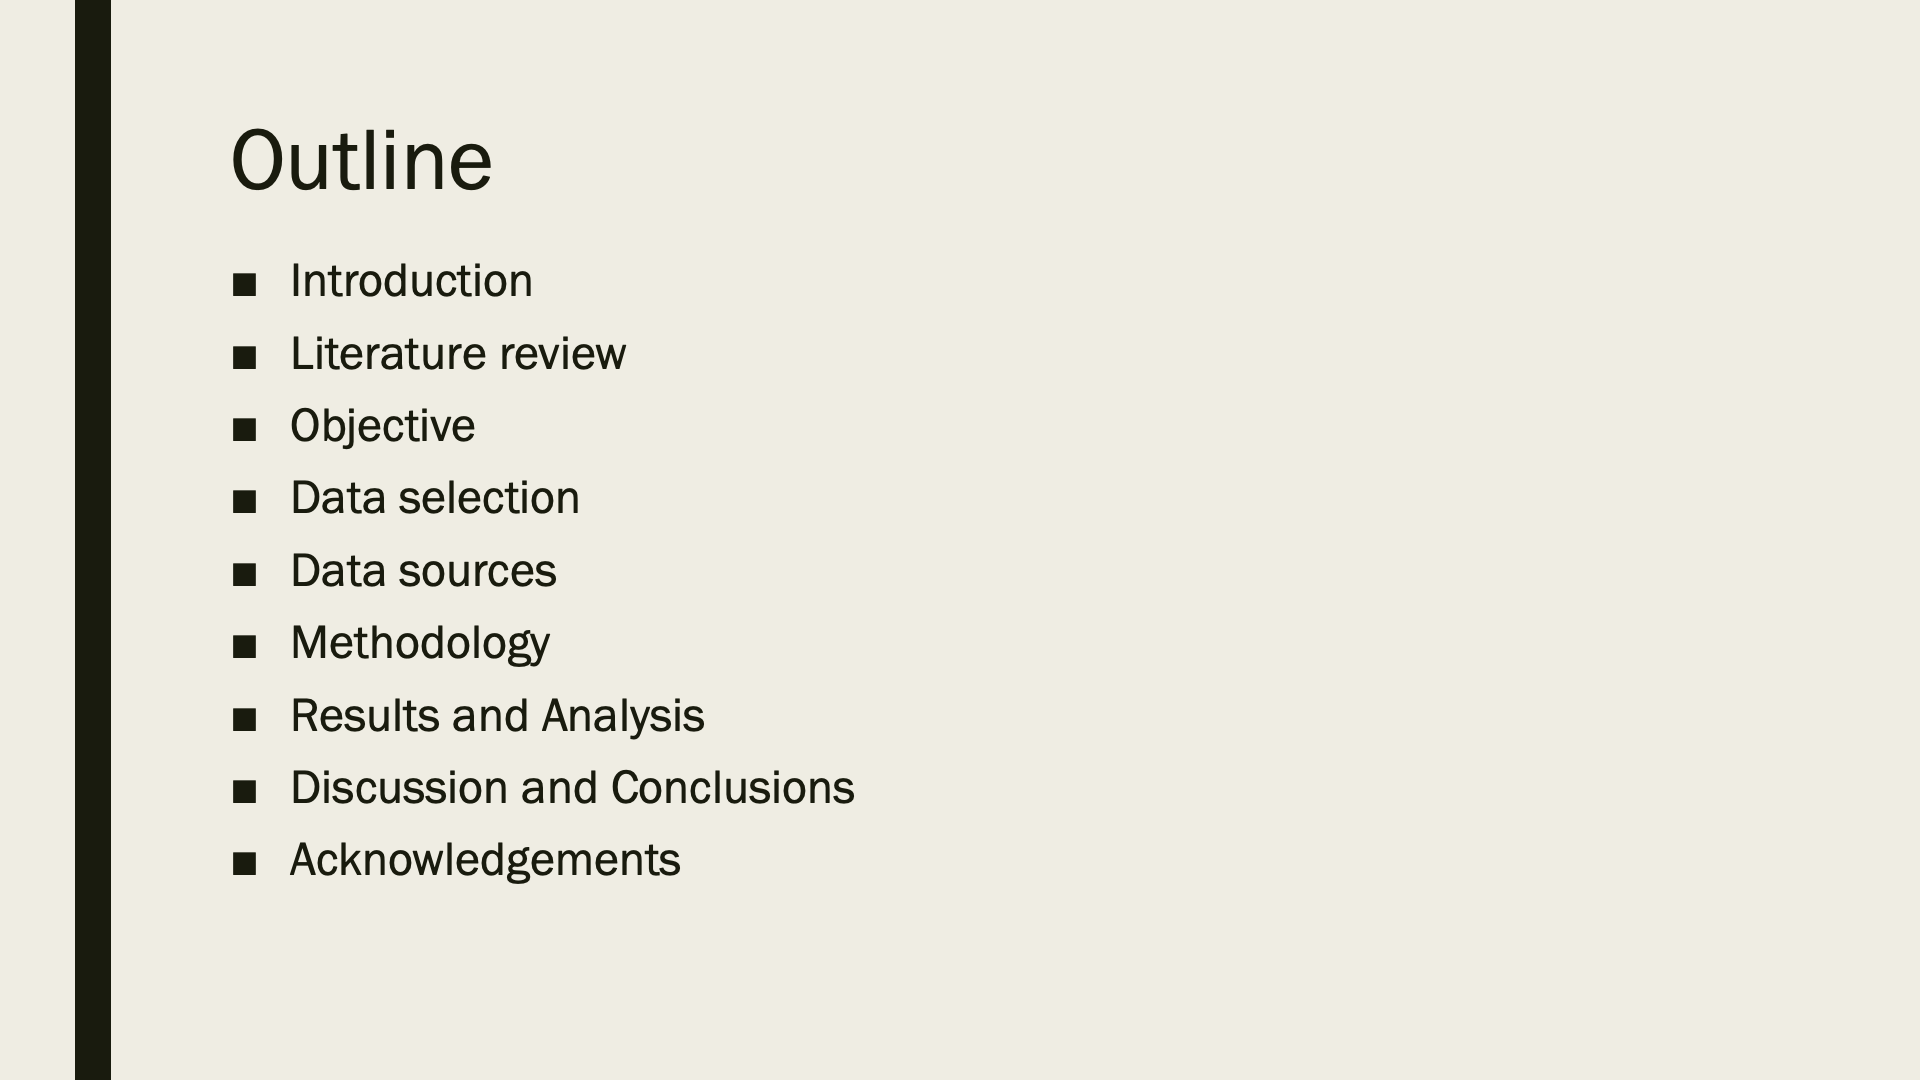 Outline
■ Introduction
■ Literature review
■ Objective
■ Data selection
■ Data sources
■ Methodology
■ Results and Analysis
■ Discussion and Conclusions
■ Acknowledgements